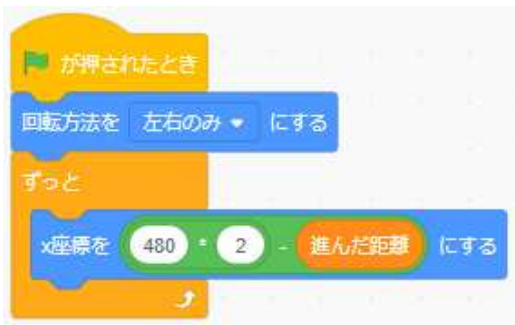 が押されたとき
回転方法を 左右のみ にする
ずっと
x座標を 480 * 2 - 進んだ距離 にする